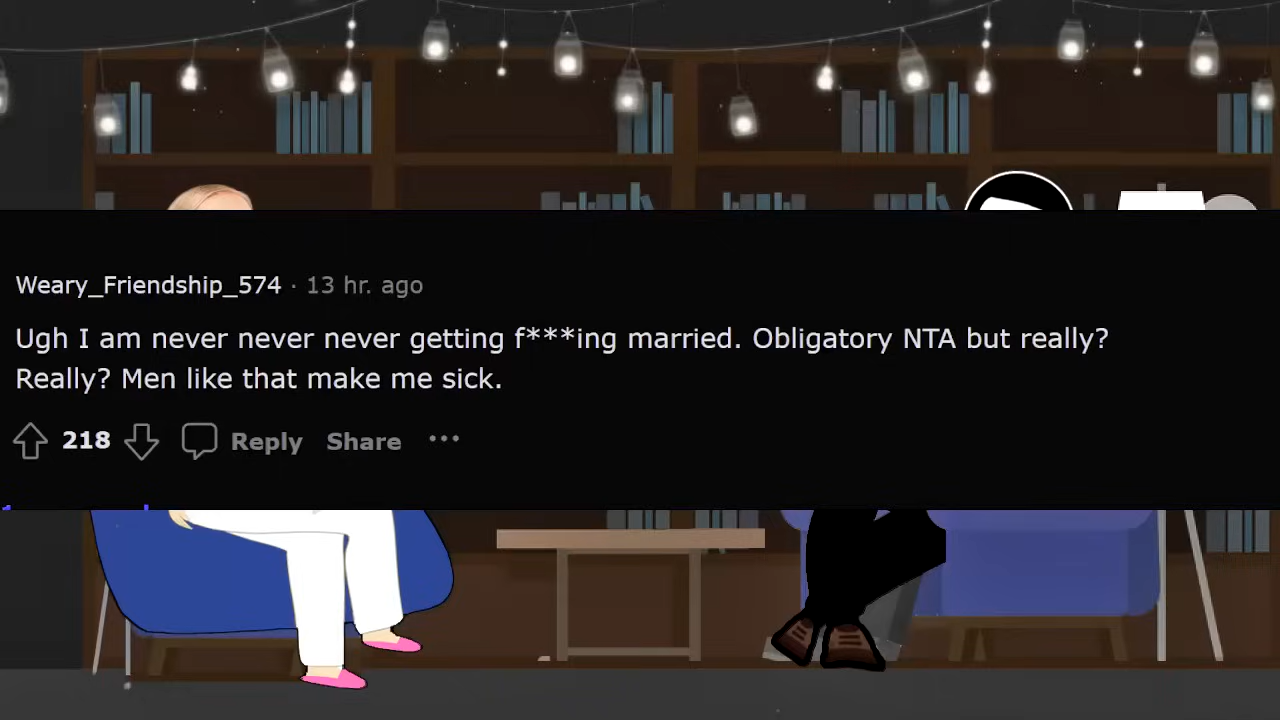 Weary_Friendship_574 · 13 hr. ago
Ugh I am never never never getting f***ing married. Obligatory NTA but really?
Really? Men like that make me sick.
218 Reply Share ···